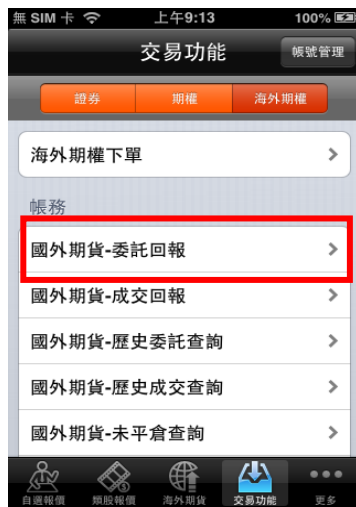 無 SIM 卡 上午9:13 100%
交易功能 帳號管理
證券 期權 海外期權
海外期權下單
帳務
國外期貨-委託回報
國外期貨-成交回報
國外期貨-歷史委託查詢
國外期貨-歷史成交查詢
國外期貨-未平倉查詢
自選報價 類股報價 海外期貨 交易功能 更多